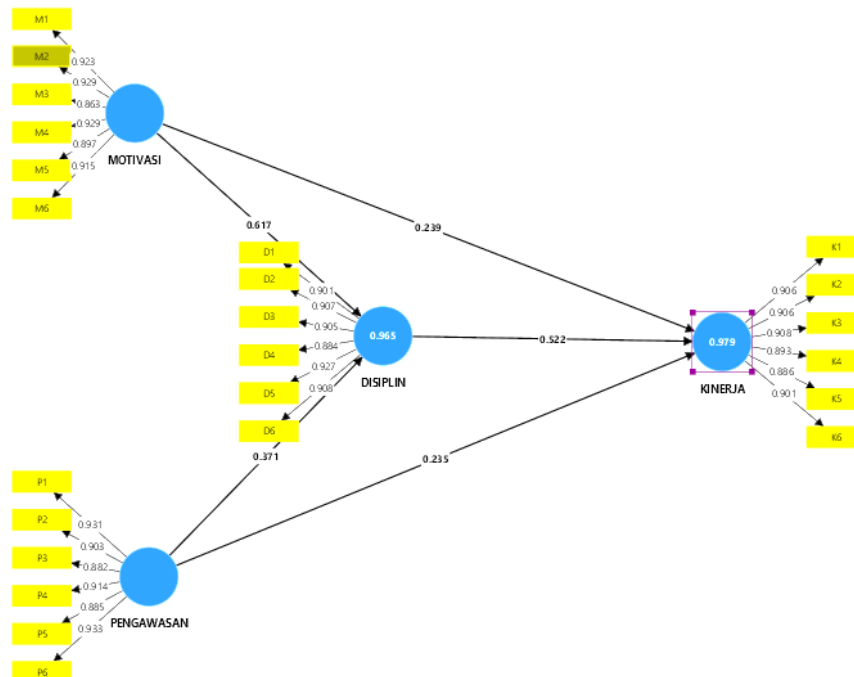 M1
M2
M3
M4
M5
M6
0.923
0.929
0.863
0.929
0.897
0.915
MOTIVASI
0.617
0.239
D1
D2
D3
D4
D5
D6
0.901
0.907
0.905
0.884
0.927
0.908
0.965
DISIPLIN
0.522
0.371
0.235
K1
K2
K3
K4
K5
K6
0.906
0.906
0.908
0.893
0.886
0.901
0.979
KINERJA
P1
P2
P3
P4
P5
P6
0.931
0.903
0.882
0.914
0.885
0.933
PENGAWASAN